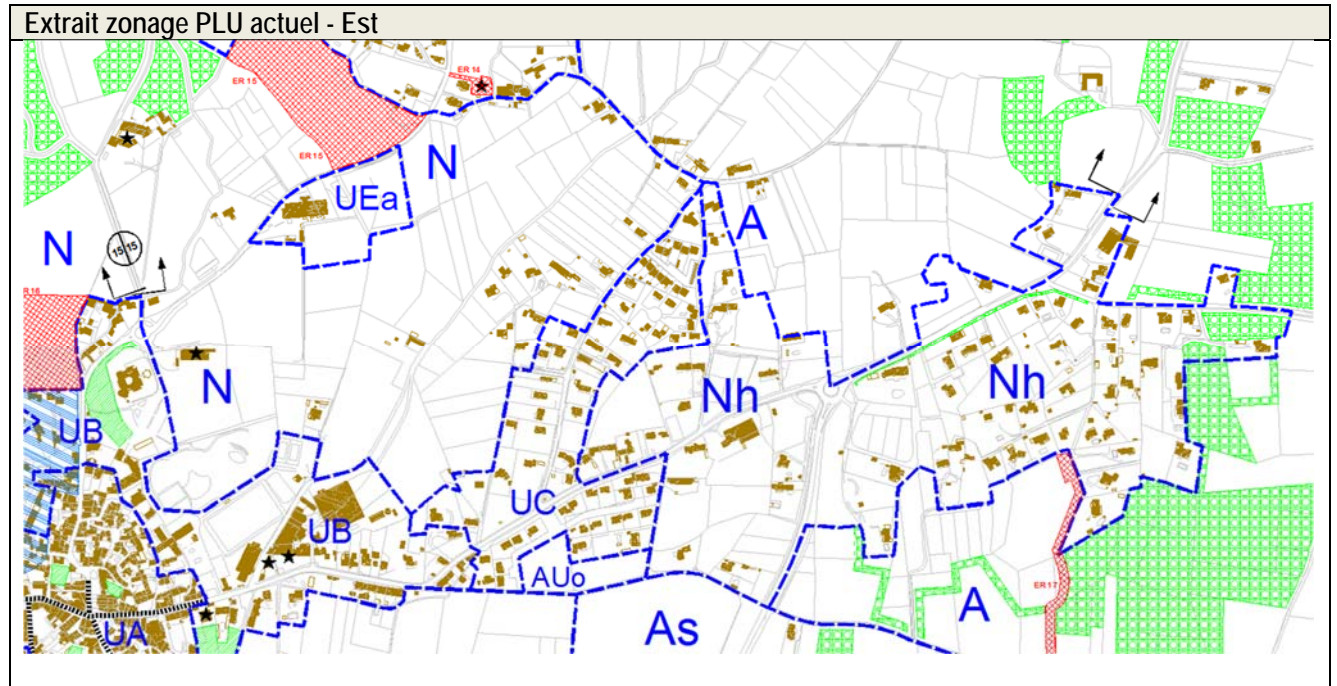 Extrait zonage PLU actuel - Est
ER 14
ER 15
N
ER 15
UEa
A
N
15 15
R 16
N
Nh
Nh
UB
UC
UB
AUo
ER 17
A
UA
As